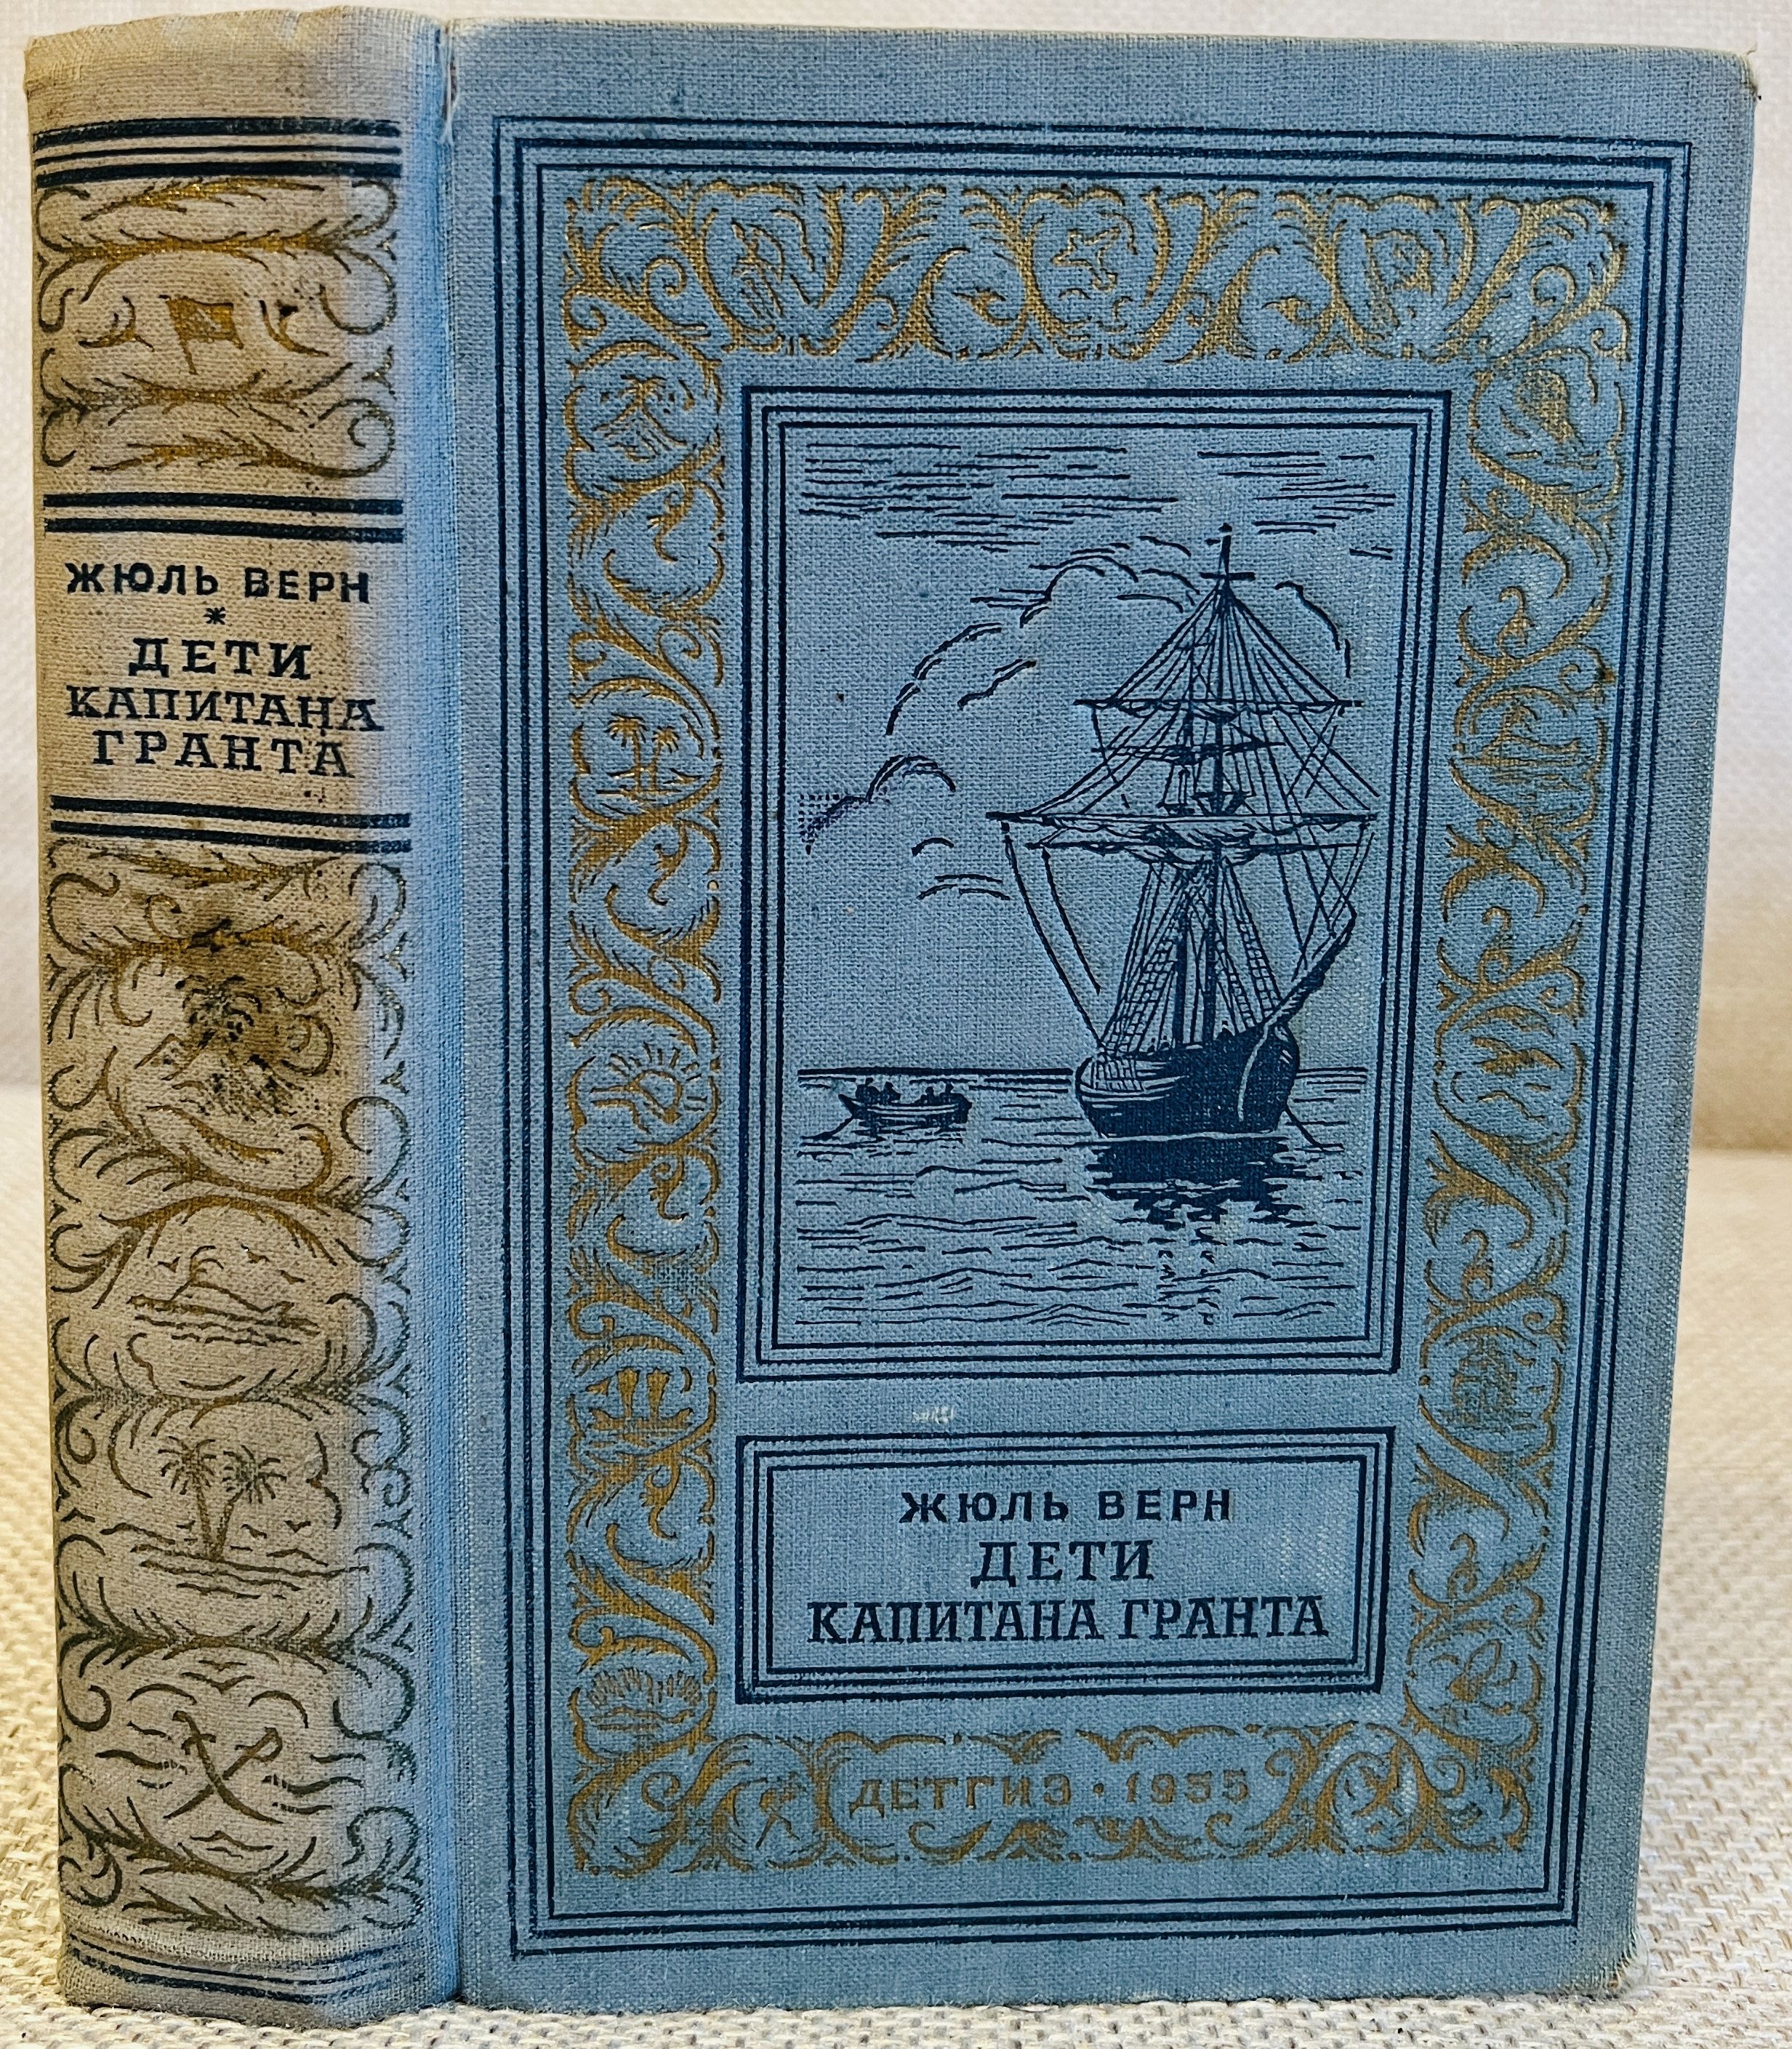 ЖЮЛЬ ВЕРН
*
ДЕТИ
КАПИТАНА
ГРАНТА
ЖЮЛЬ ВЕРН
ДЕТИ
КАПИТАНА ГРАНТА
ДЕТГИЗ · 1955